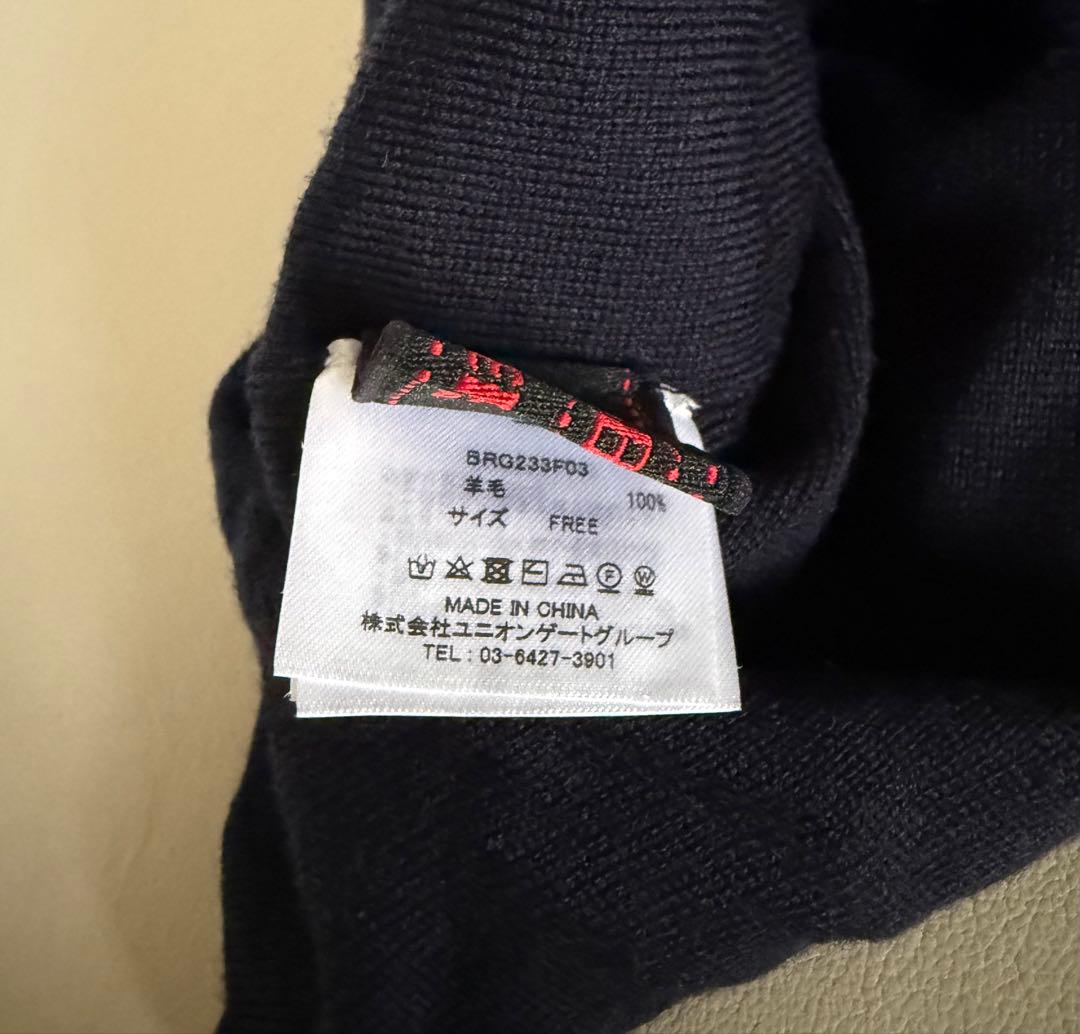 BRG233F03
羊毛 100%
サイズ FREE
F W
MADE IN CHINA
株式会社ユニオンゲートグループ
TEL : 03-6427-3901